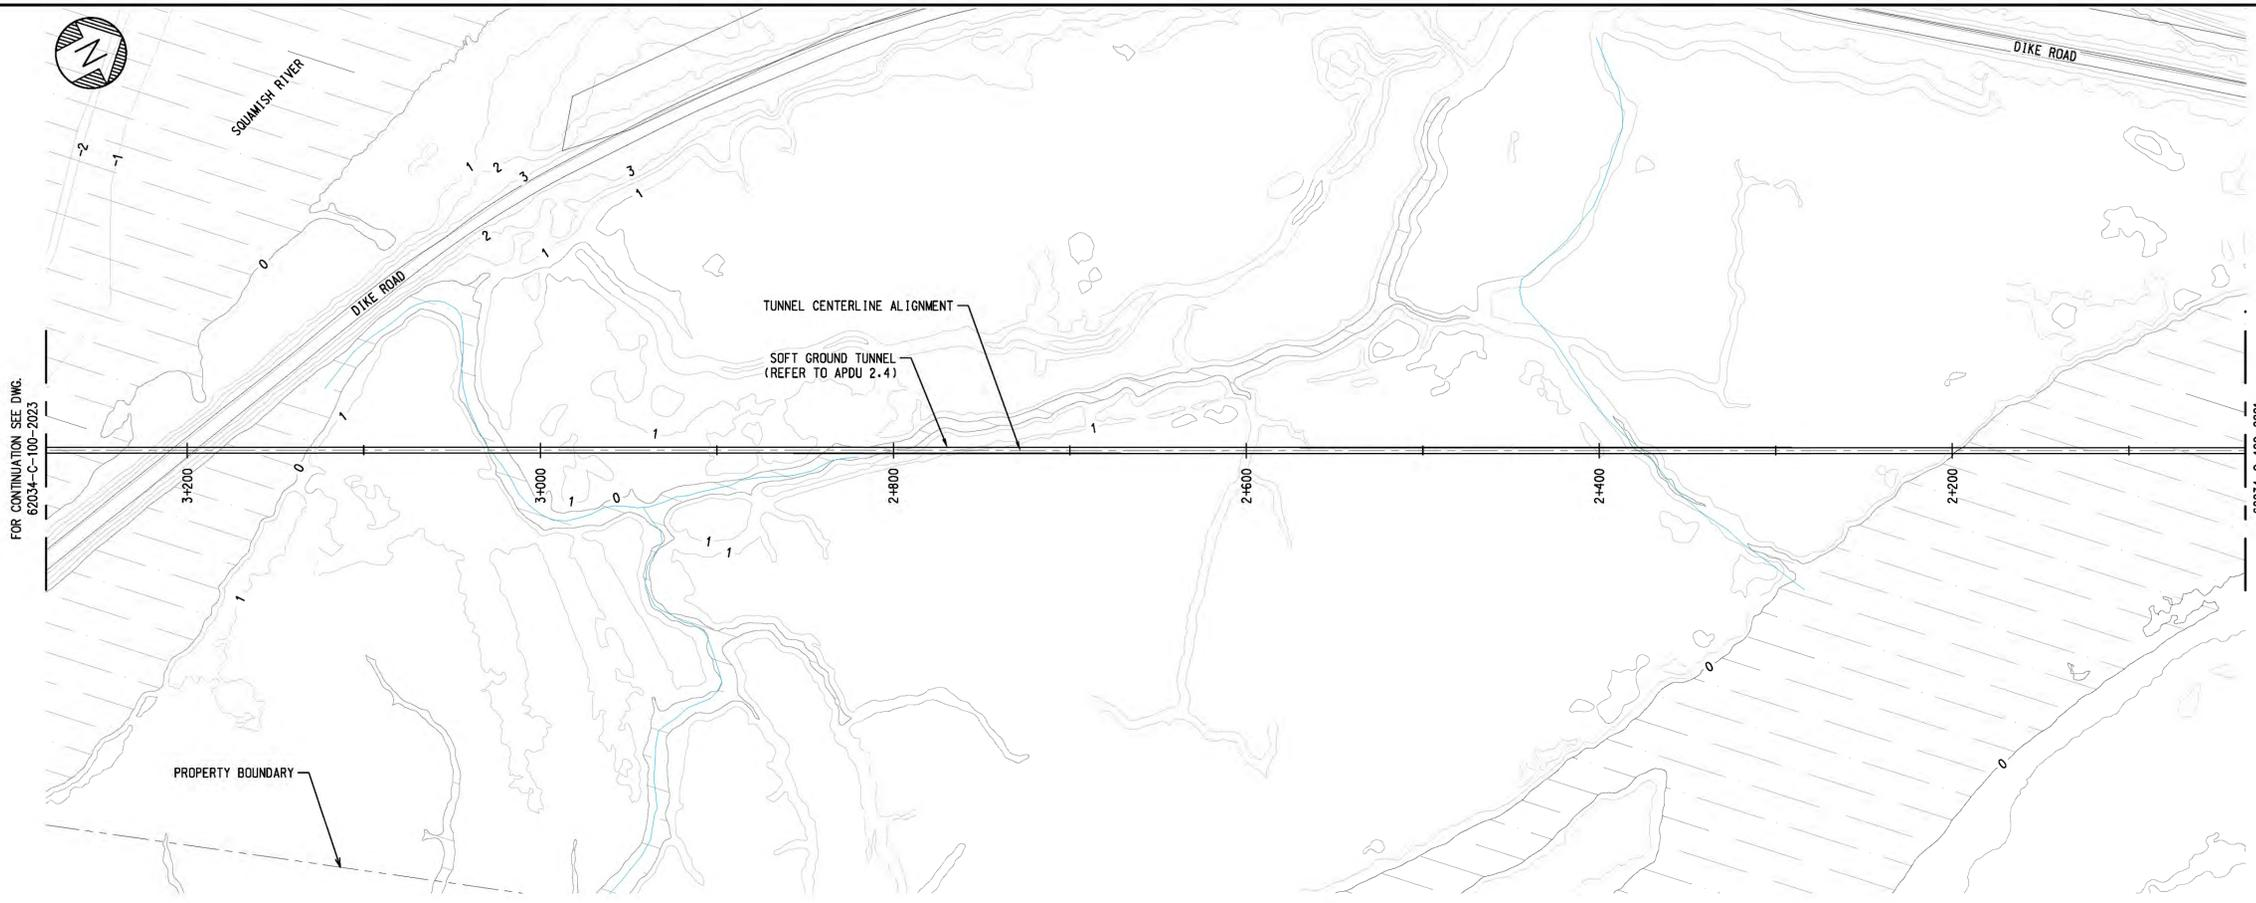 N
SQUAMISH RIVER
DIKE ROAD
-2
-1
1
2
3
3
1
2
1
0
DIKE ROAD
TUNNEL CENTERLINE ALIGNMENT
SOFT GROUND TUNNEL
(REFER TO APDU 2.4)
FOR CONTINUATION SEE DWG.
62034-C-100-2023
1
1
1
0
3+200
3+000
2+800
2+600
2+400
2+200
1
0
1
1
1
0
0
PROPERTY BOUNDARY